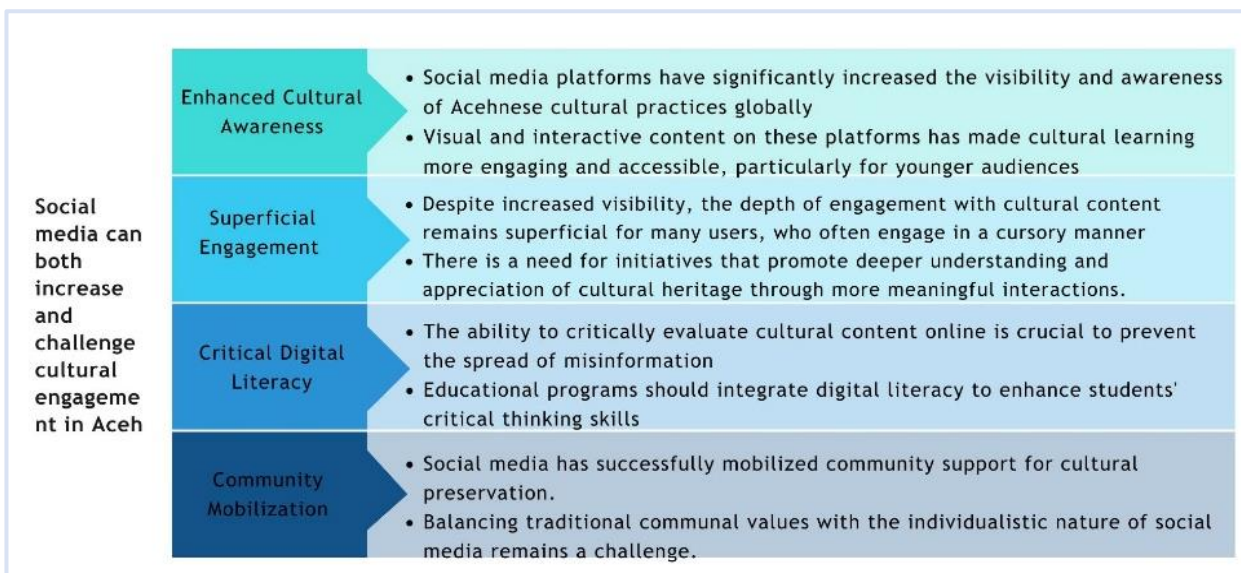 Social
media can
both
increase
and
challenge
cultural
engageme
nt in Aceh
Enhanced Cultural
Awareness
• Social media platforms have significantly increased the visibility and awareness
of Acehnese cultural practices globally
• Visual and interactive content on these platforms has made cultural learning
more engaging and accessible, particularly for younger audiences
Superficial
Engagement
• Despite increased visibility, the depth of engagement with cultural content
remains superficial for many users, who often engage in a cursory manner
• There is a need for initiatives that promote deeper understanding and
appreciation of cultural heritage through more meaningful interactions.
Critical Digital
Literacy
• The ability to critically evaluate cultural content online is crucial to prevent
the spread of misinformation
• Educational programs should integrate digital literacy to enhance students'
critical thinking skills
Community
Mobilization
• Social media has successfully mobilized community support for cultural
preservation.
• Balancing traditional communal values with the individualistic nature of social
media remains a challenge.